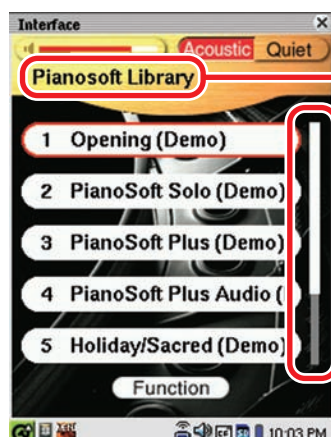 Interface
Acoustic Quiet
Pianosoft Library
1 Opening (Demo)
2 PianoSoft Solo (Demo)
3 PianoSoft Plus (Demo)
4 PianoSoft Plus Audio (
5 Holiday/Sacred (Demo)
Function
10:03 PM